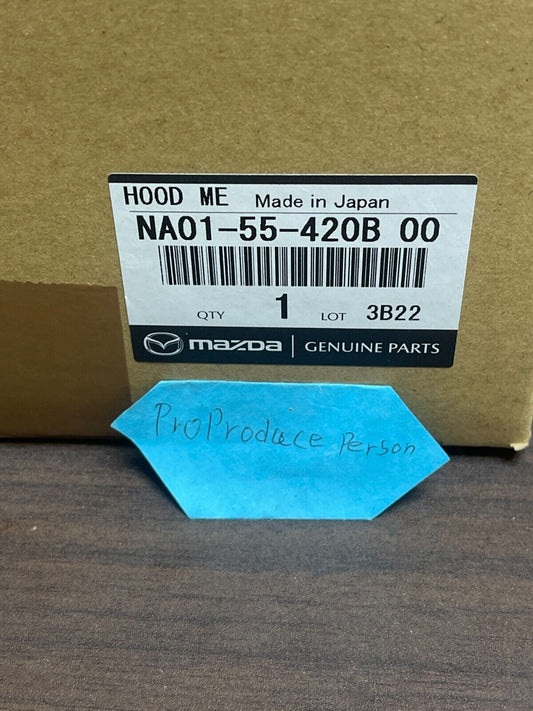 HOOD ME Made in Japan
NA01-55-420B 00
QTY 1 LOT 3B22
mazda GENUINE PARTS
ProProduce Person